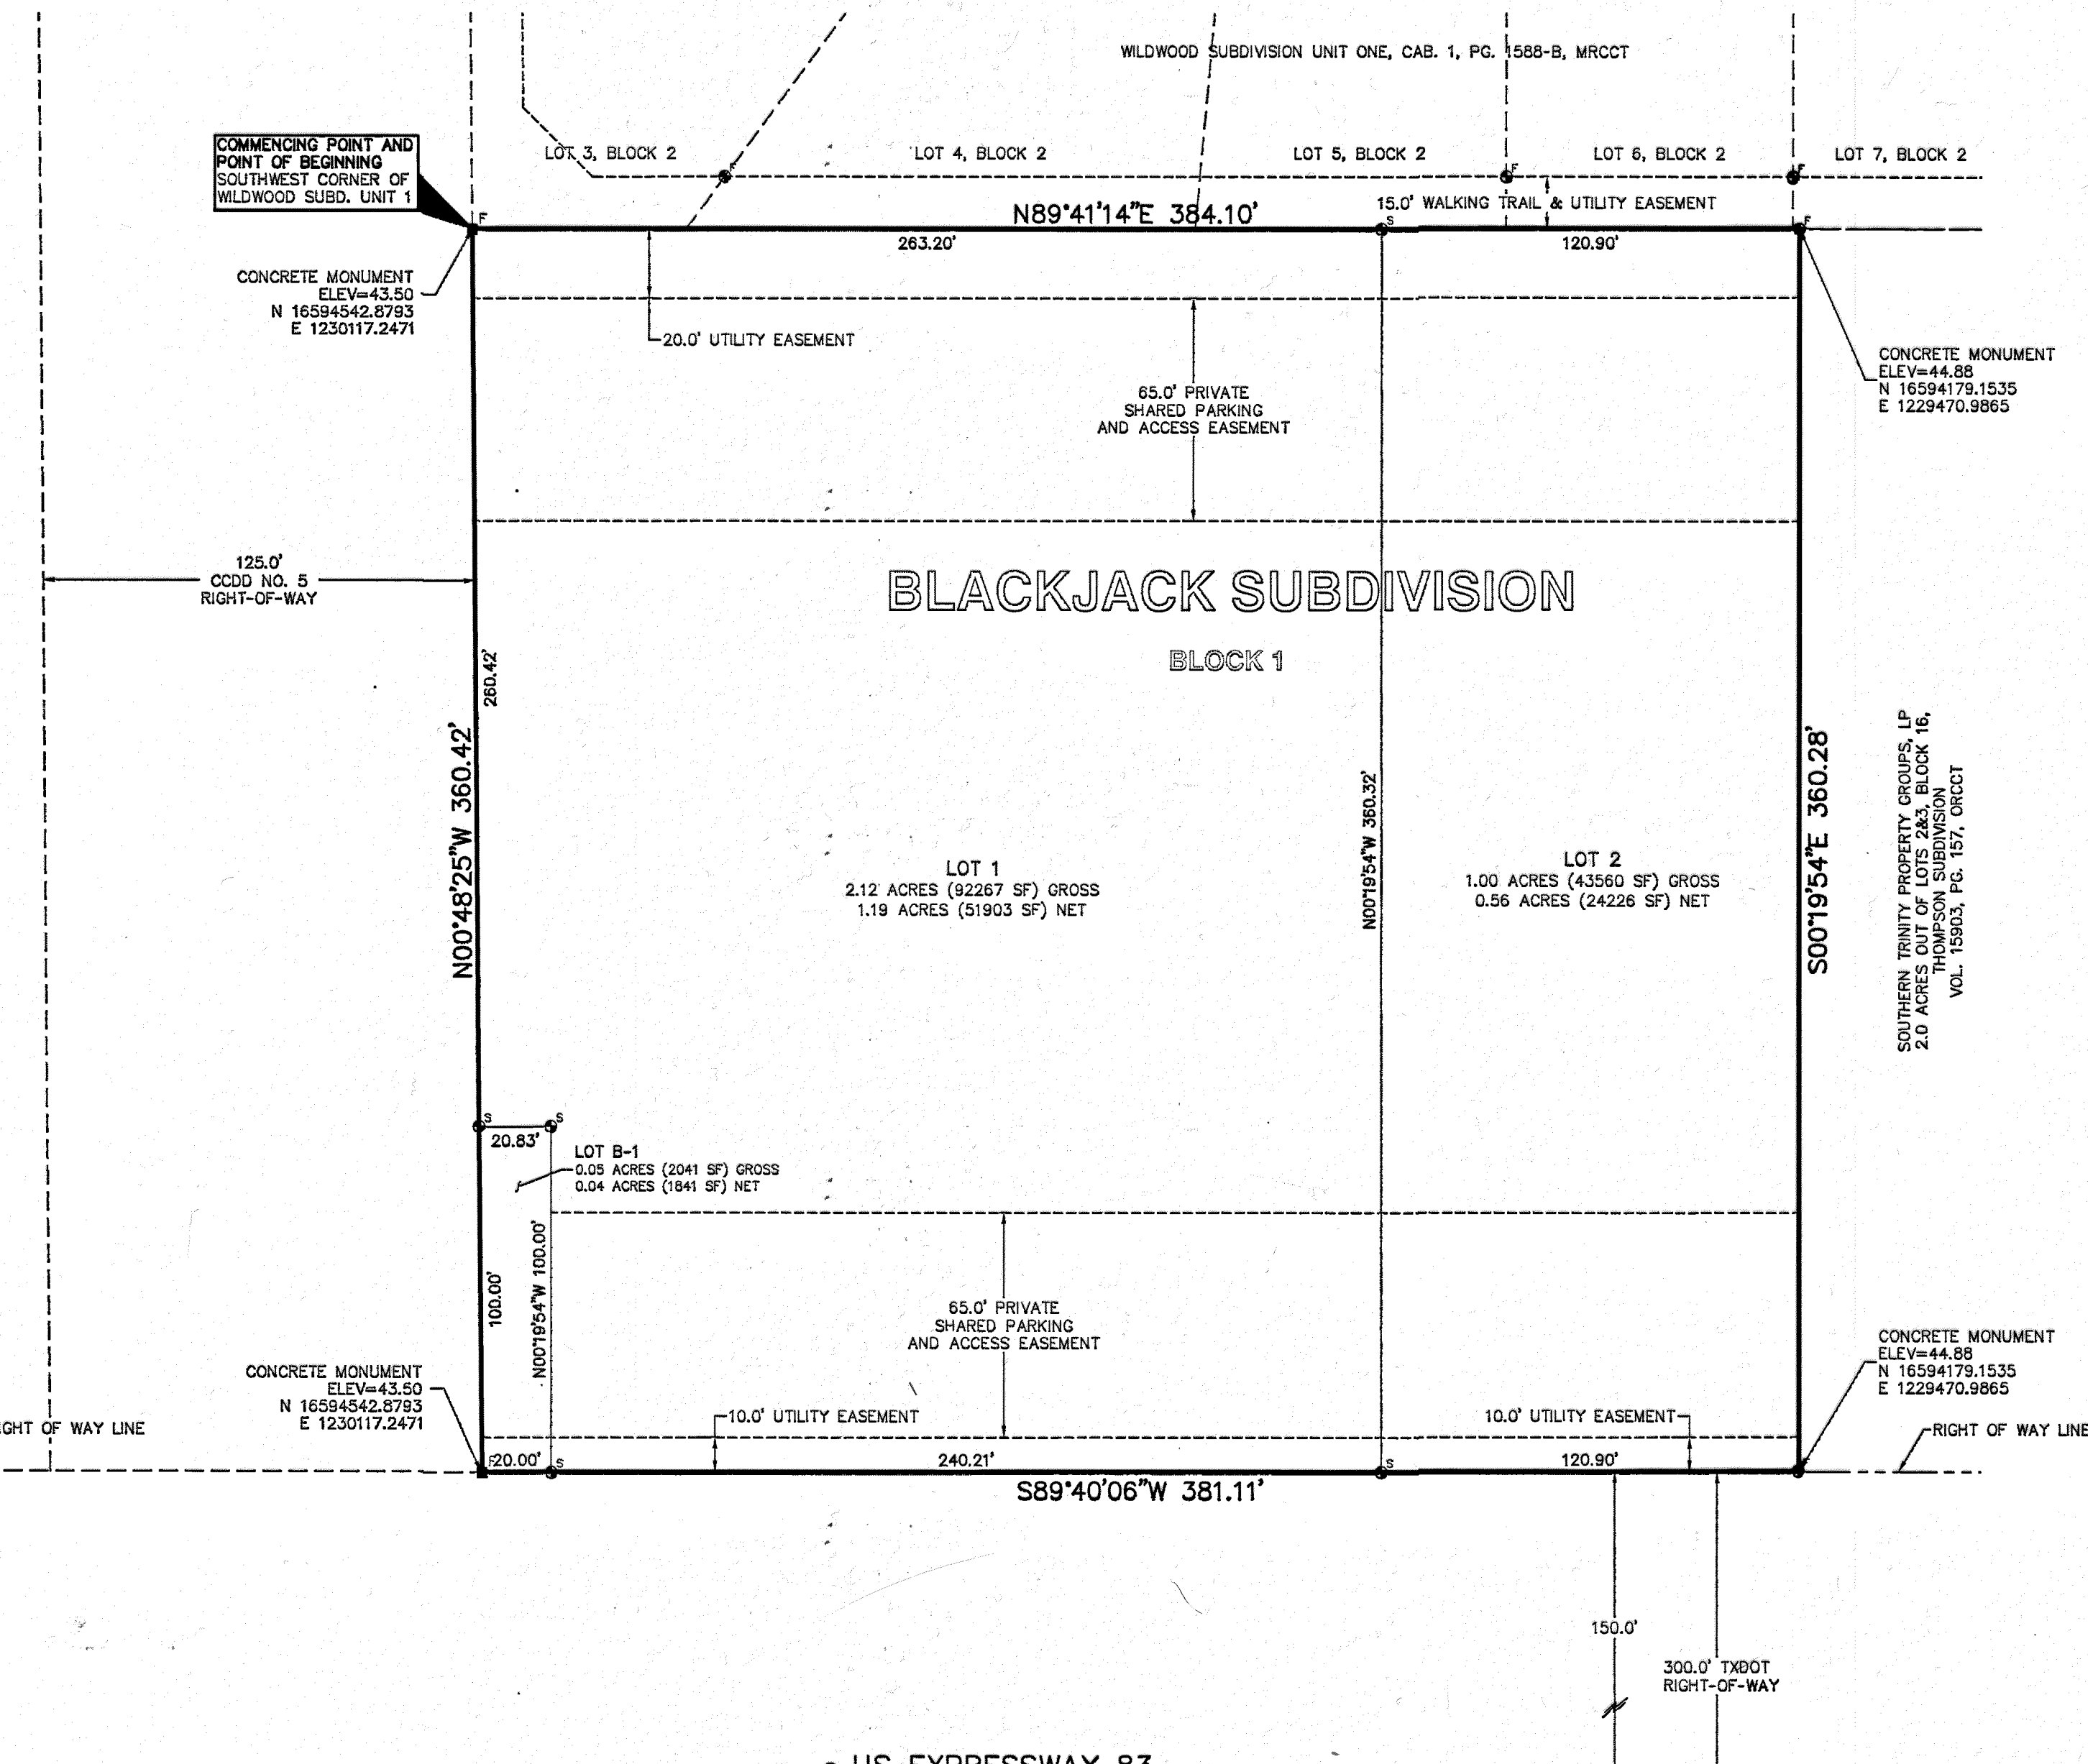 WILDWOOD SUBDIVISION UNIT ONE, CAB. 1, PG. 1588-B, MRCCT
COMMENCING POINT AND
POINT OF BEGINNING
SOUTHWEST CORNER OF
WILDWOOD SUBD. UNIT 1
LOT 3, BLOCK 2
LOT 4, BLOCK 2
LOT 5, BLOCK 2
LOT 6, BLOCK 2
LOT 7, BLOCK 2
F
F
F
15.0' WALKING TRAIL & UTILITY EASEMENT
N89°41'14"E 384.10'
F
S
F
263.20'
120.90'
CONCRETE MONUMENT
ELEV=43.50
N 16594542.8793
E 1230117.2471
20.0' UTILITY EASEMENT
CONCRETE MONUMENT
ELEV=44.88
N 16594179.1535
E 1229470.9865
65.0' PRIVATE
SHARED PARKING
AND ACCESS EASEMENT
125.0'
CCDD NO. 5
RIGHT-OF-WAY
BLACKJACK SUBDIVISION
BLOCK 1
260.42'
N00°48'25"W 360.42'
N00°19'54"W 360.32'
S00°19'54"E 360.28'
SOUTHERN TRINITY PROPERTY GROUPS, LP
2.0 ACRES OUT OF LOTS 2&3, BLOCK 16,
THOMPSON SUBDIVISION
VOL. 15903, PG. 157, ORCCT
LOT 1
2.12 ACRES (92267 SF) GROSS
1.19 ACRES (51903 SF) NET
LOT 2
1.00 ACRES (43560 SF) GROSS
0.56 ACRES (24226 SF) NET
S
S
20.83'
LOT B-1
0.05 ACRES (2041 SF) GROSS
0.04 ACRES (1841 SF) NET
100.00'
N00°19'54"W 100.00'
65.0' PRIVATE
SHARED PARKING
AND ACCESS EASEMENT
CONCRETE MONUMENT
ELEV=43.50
N 16594542.8793
E 1230117.2471
CONCRETE MONUMENT
ELEV=44.88
N 16594179.1535
E 1229470.9865
10.0' UTILITY EASEMENT
10.0' UTILITY EASEMENT
IGHT OF WAY LINE
RIGHT OF WAY LINE
F
20.00'
S
240.21'
S
120.90'
S89°40'06"W 381.11'
150.0'
300.0' TXDOT
RIGHT-OF-WAY
US EXPRESSWAY 83